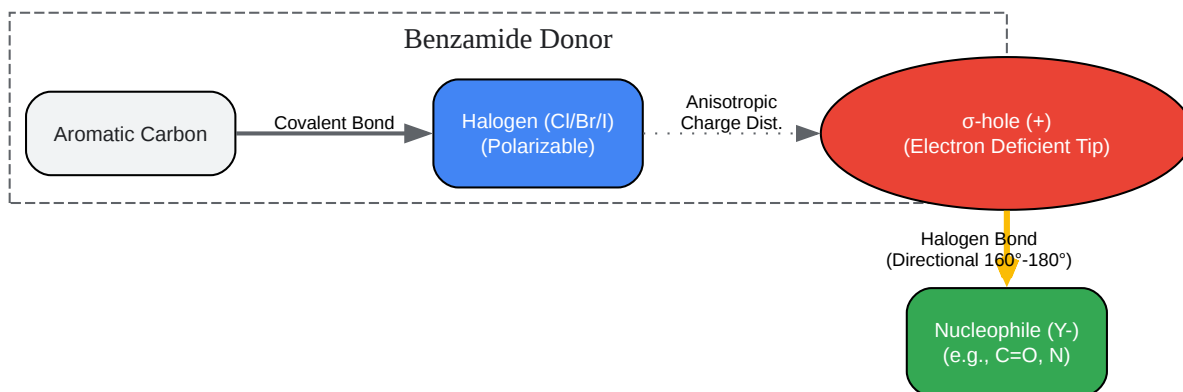 Benzamide Donor
Aromatic Carbon
Covalent Bond
Halogen (Cl/Br/I)
(Polarizable)
Anisotropic
Charge Dist.
σ-hole (+)
(Electron Deficient Tip)
Halogen Bond
(Directional 160°-180°)
Nucleophile (Y-)
(e.g., C=O, N)